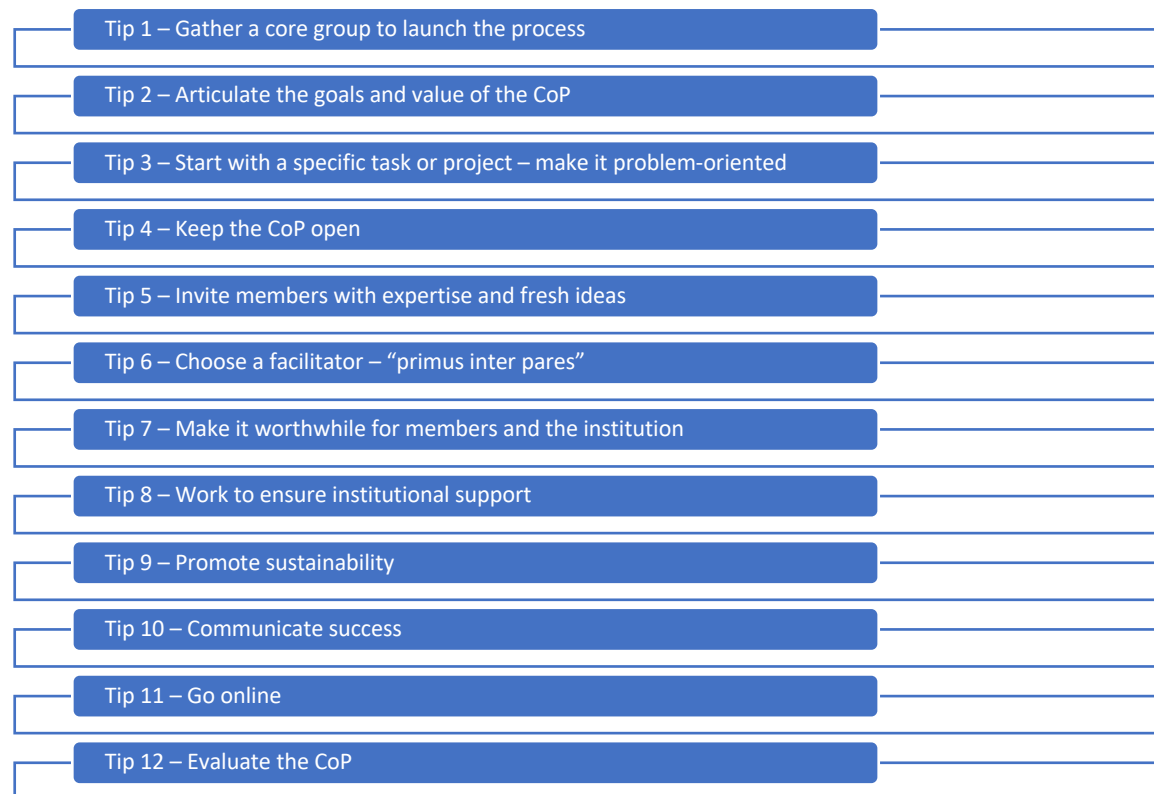 Tip 1 – Gather a core group to launch the process
Tip 2 – Articulate the goals and value of the CoP
Tip 3 – Start with a specific task or project – make it problem-oriented
Tip 4 – Keep the CoP open
Tip 5 – Invite members with expertise and fresh ideas
Tip 6 – Choose a facilitator – “primus inter pares”
Tip 7 – Make it worthwhile for members and the institution
Tip 8 – Work to ensure institutional support
Tip 9 – Promote sustainability
Tip 10 – Communicate success
Tip 11 – Go online
Tip 12 – Evaluate the CoP